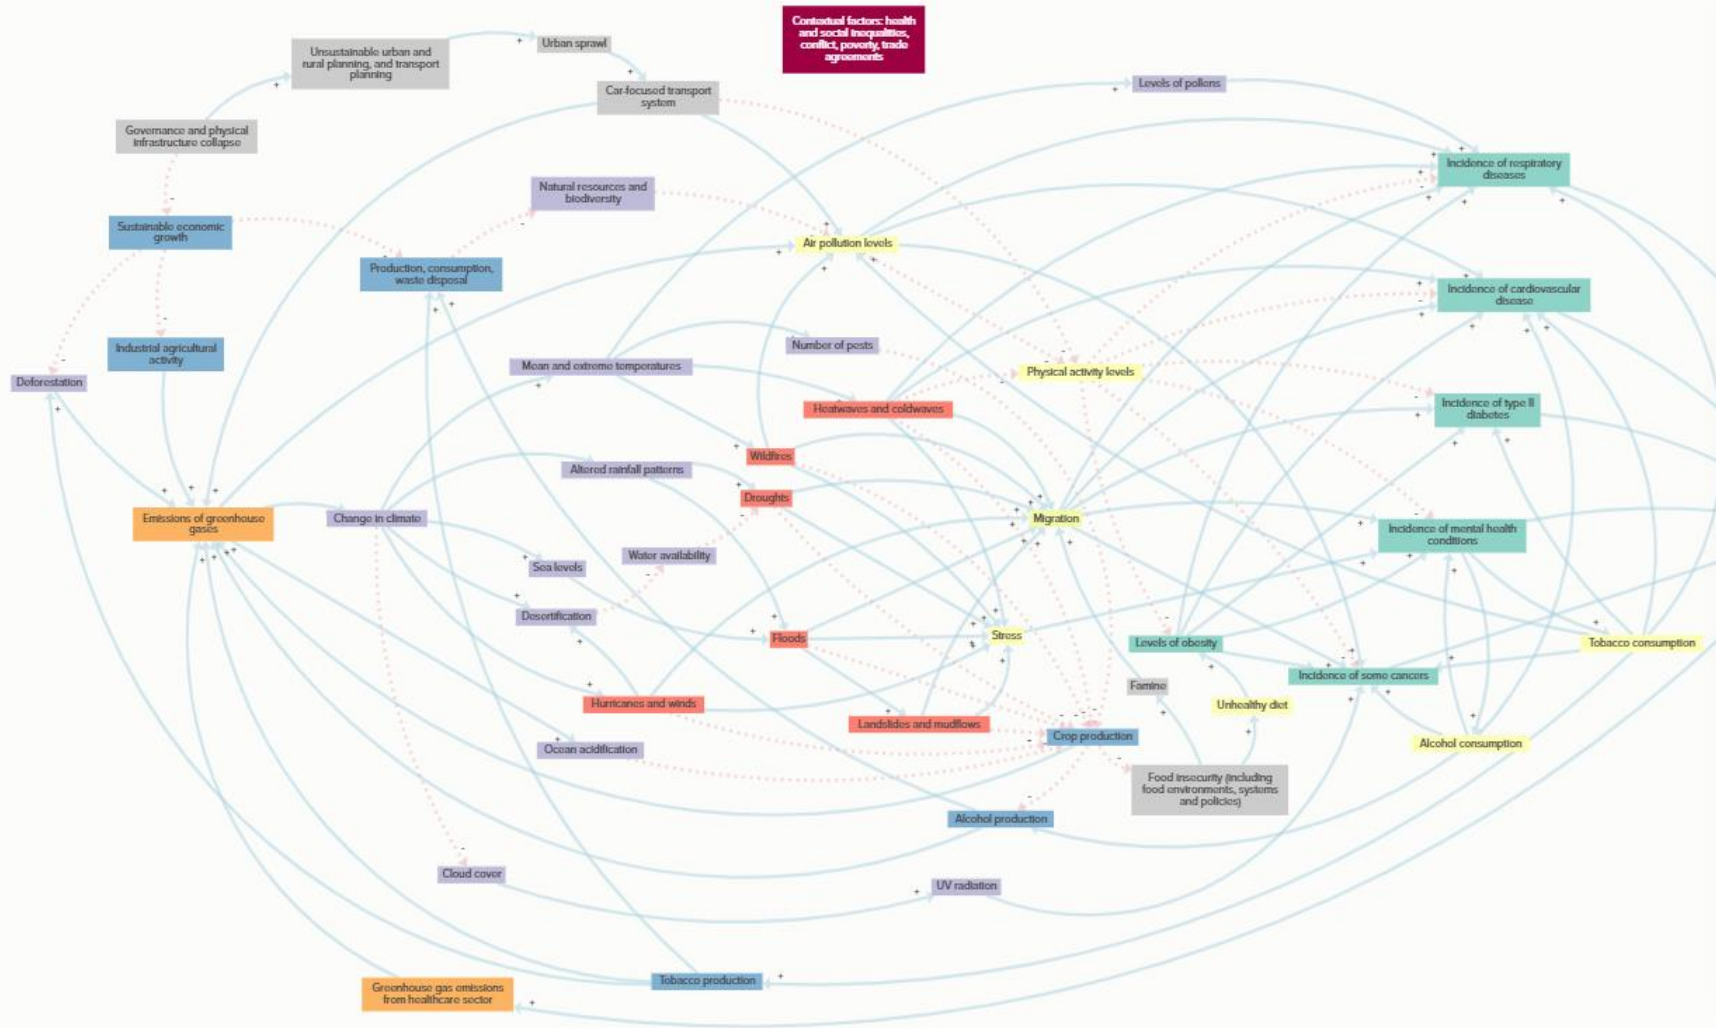 Contextual factors: health
and social inequalities,
conflict, poverty, trade
agreements
Unsustainable urban and
rural planning, and transport
planning
Urban sprawl
Car-focused transport
system
Levels of pollens
Governance and physical
infrastructure collapse
Incidence of respiratory
diseases
Natural resources and
biodiversity
Sustainable economic
growth
Air pollution levels
Production, consumption,
waste disposal
Incidence of cardiovascular
disease
Industrial agricultural
activity
Number of pests
Mean and extreme temperatures
Physical activity levels
Deforestation
Heatwaves and coldwaves
Incidence of type II
diabetes
Wildfires
Altered rainfall patterns
Droughts
Emissions of greenhouse
gases
Change in climate
Migration
Incidence of mental health
conditions
Water availability
Sea levels
Desertification
Floods
Stress
Levels of obesity
Tobacco consumption
Incidence of some cancers
Famine
Hurricanes and winds
Unhealthy diet
Landslides and mudflows
Crop production
Alcohol consumption
Ocean acidification
Food insecurity (including
food environments, systems
and policies)
Alcohol production
Cloud cover
UV radiation
Tobacco production
Greenhouse gas emissions
from healthcare sector